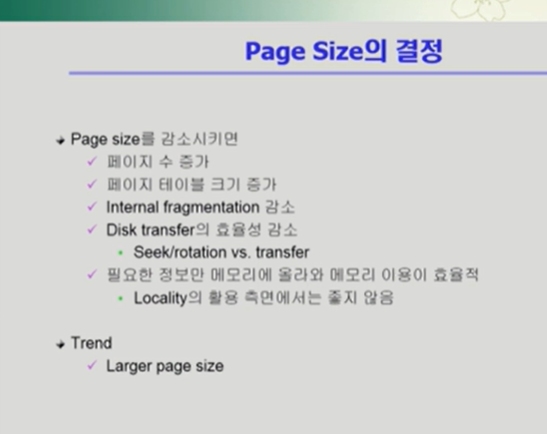 Page Size의 결정
Page size를 감소시키면
페이지 수 증가
페이지 테이블 크기 증가
Internal fragmentation 감소
Disk transfer의 효율성 감소
Seek/rotation vs. transfer
필요한 정보만 메모리에 올라와 메모리 이용이 효율적
Locality의 활용 측면에서는 좋지 않음
Trend
Larger page size